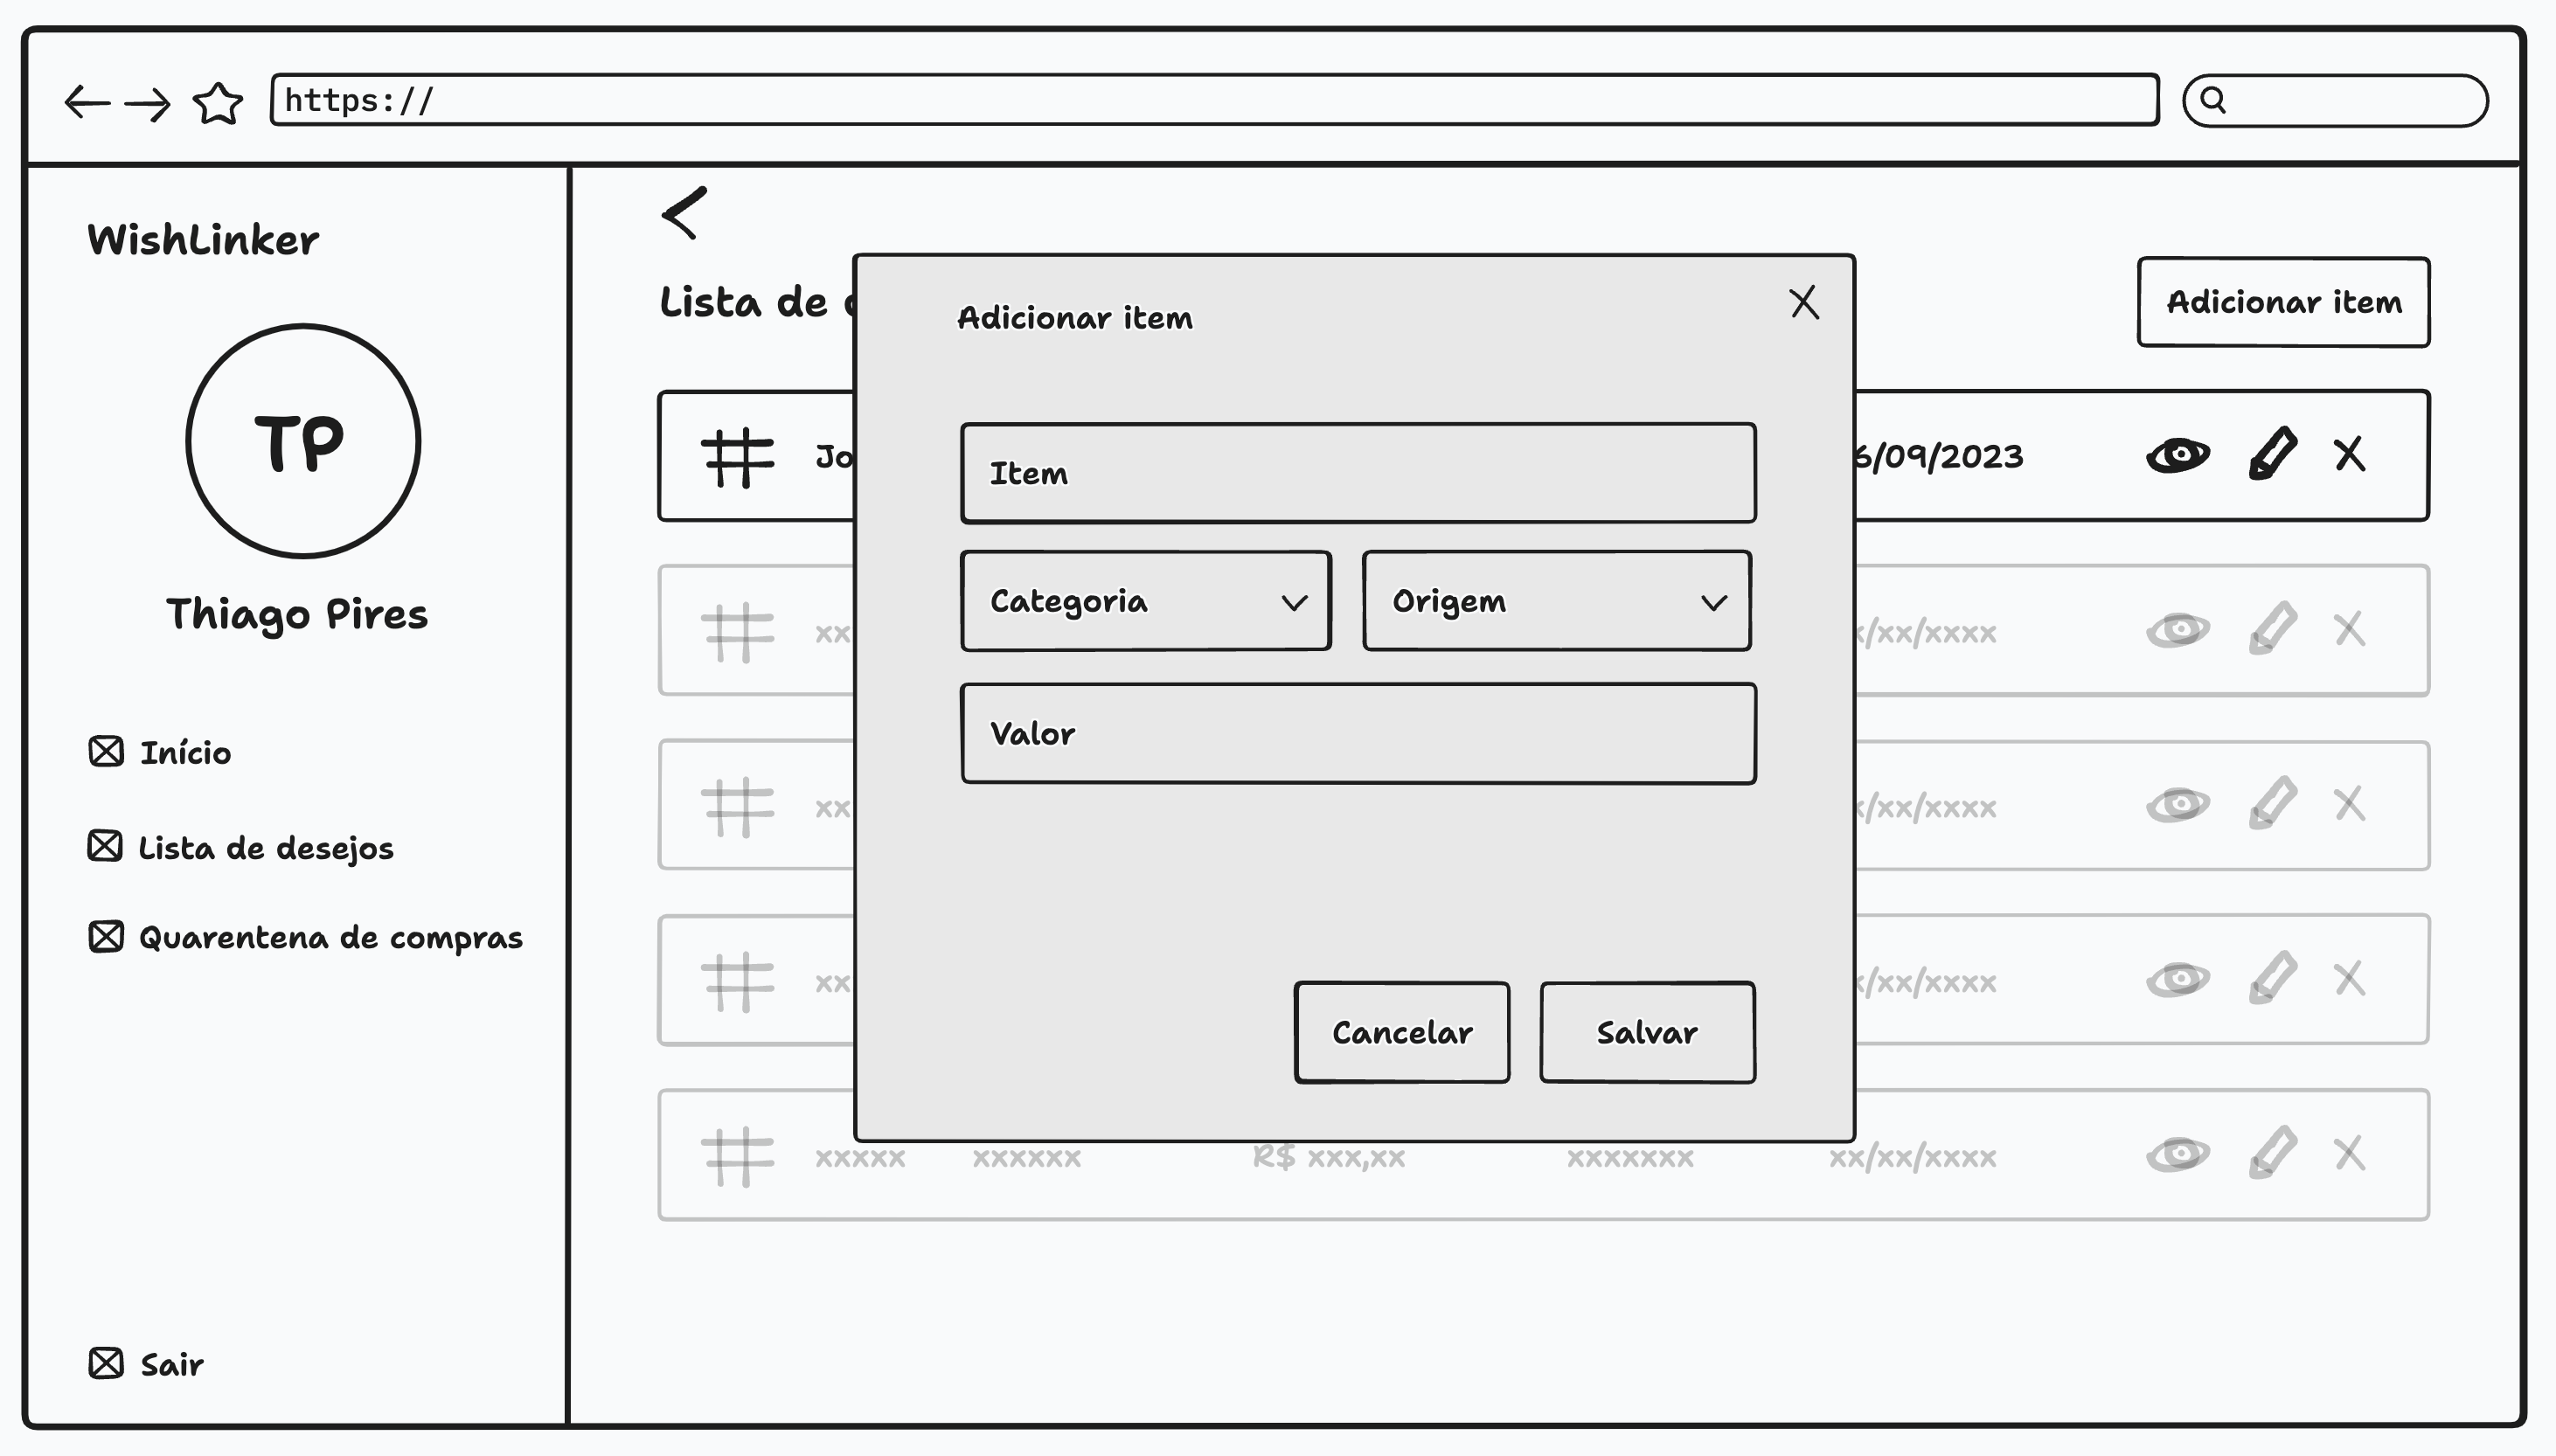 https://
WishLinker
TP
Thiago Pires
Início
Lista de desejos
Quarentena de compras
Sair
Lista de
Adicionar item
Adicionar item
Item
Categoria
Origem
Valor
Cancelar
Salvar
Jo
6/09/2023
xx
x/xx/xxxx
xx
x/xx/xxxx
xx
x/xx/xxxx
xxxxx xxxxxx R$ xxx,xx xxxxxxx xx/xx/xxxx